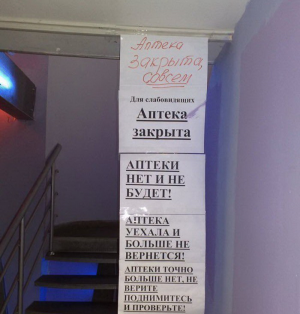 Аптека
закрыта,
совсем
Для слабовидящих
Аптека
закрыта
АПТЕКИ
НЕТ И НЕ
БУДЕТ!
АПТЕКА
УЕХАЛА И
БОЛЬШЕ НЕ
ВЕРНЕТСЯ!
АПТЕКИ ТОЧНО
БОЛЬШЕ НЕТ, НЕ
ВЕРИТЕ
ПОДНИМИТЕСЬ
И ПРОВЕРЬТЕ!